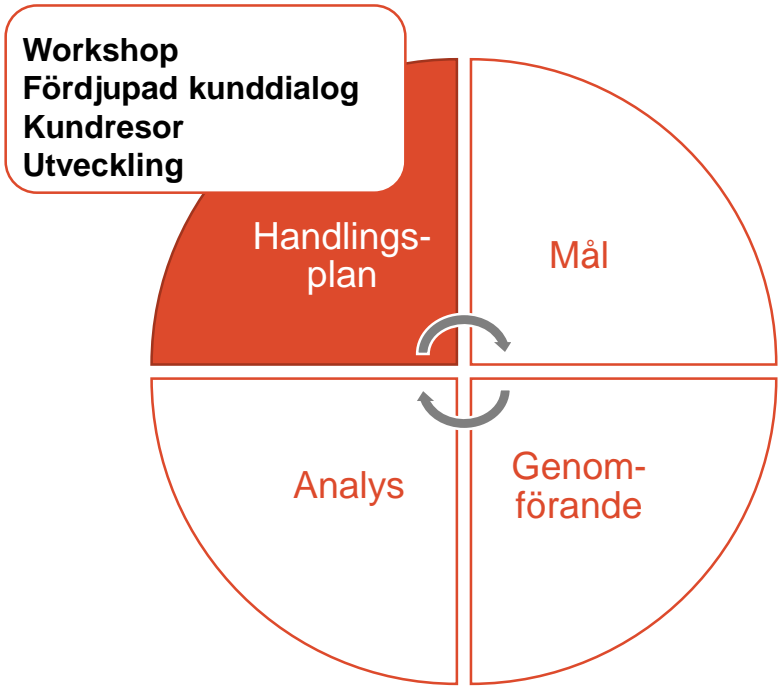 Workshop
Fördjupad kunddialog
Kundresor
Utveckling
Handlings-
plan
Mål
Analys
Genom-
förande